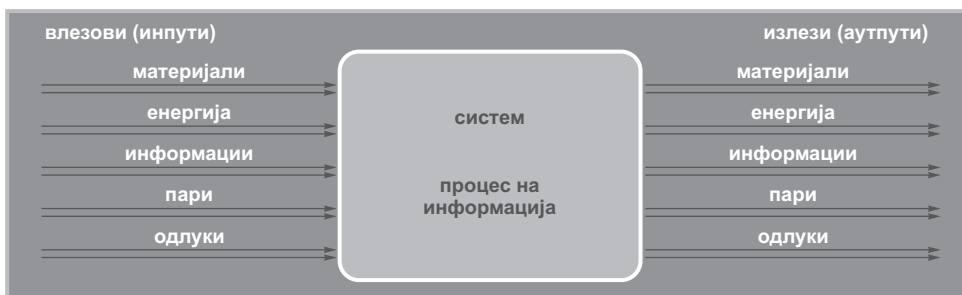 влезови (инпути)
излези (аутпути)
материјали
материјали
енергија
енергија
информации
информации
пари
пари
одлуки
одлуки
систем
процес на
информација